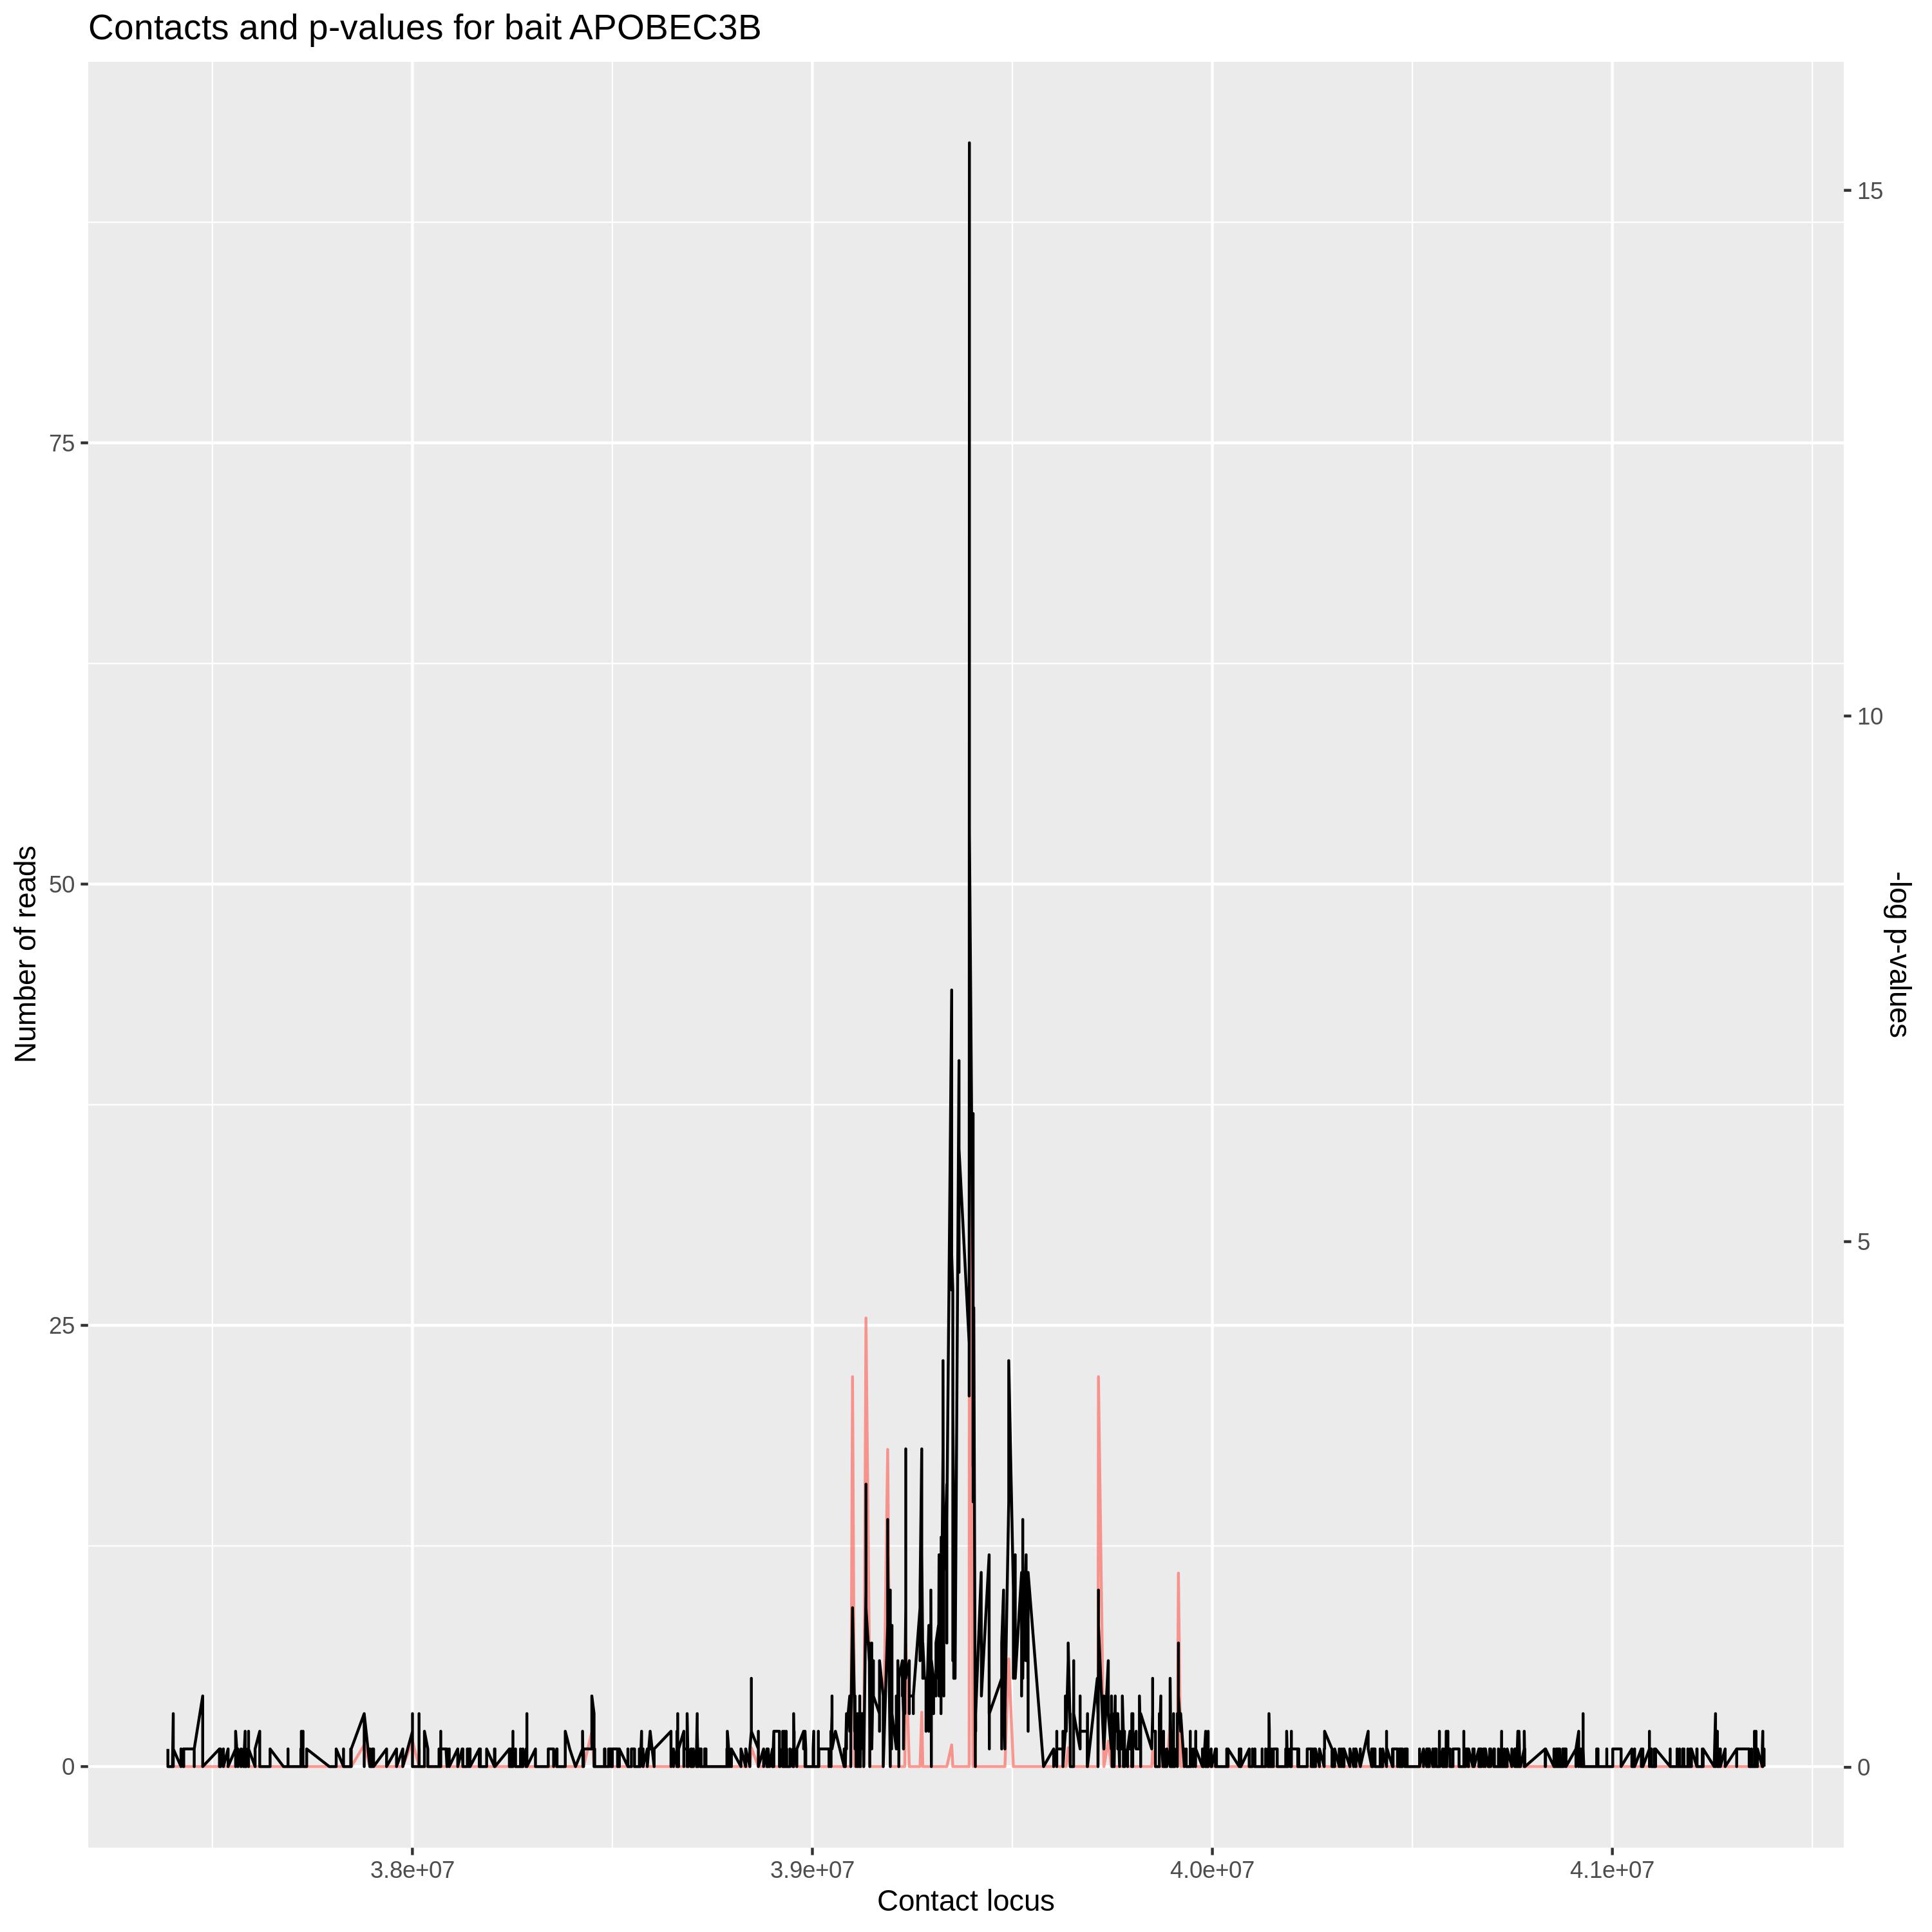 Contacts and p-values for bait APOBEC3B
75
50
25
0
15
10
5
0
Number of reads
-log p-values
3.8e+07
3.9e+07
4.0e+07
4.1e+07
Contact locus